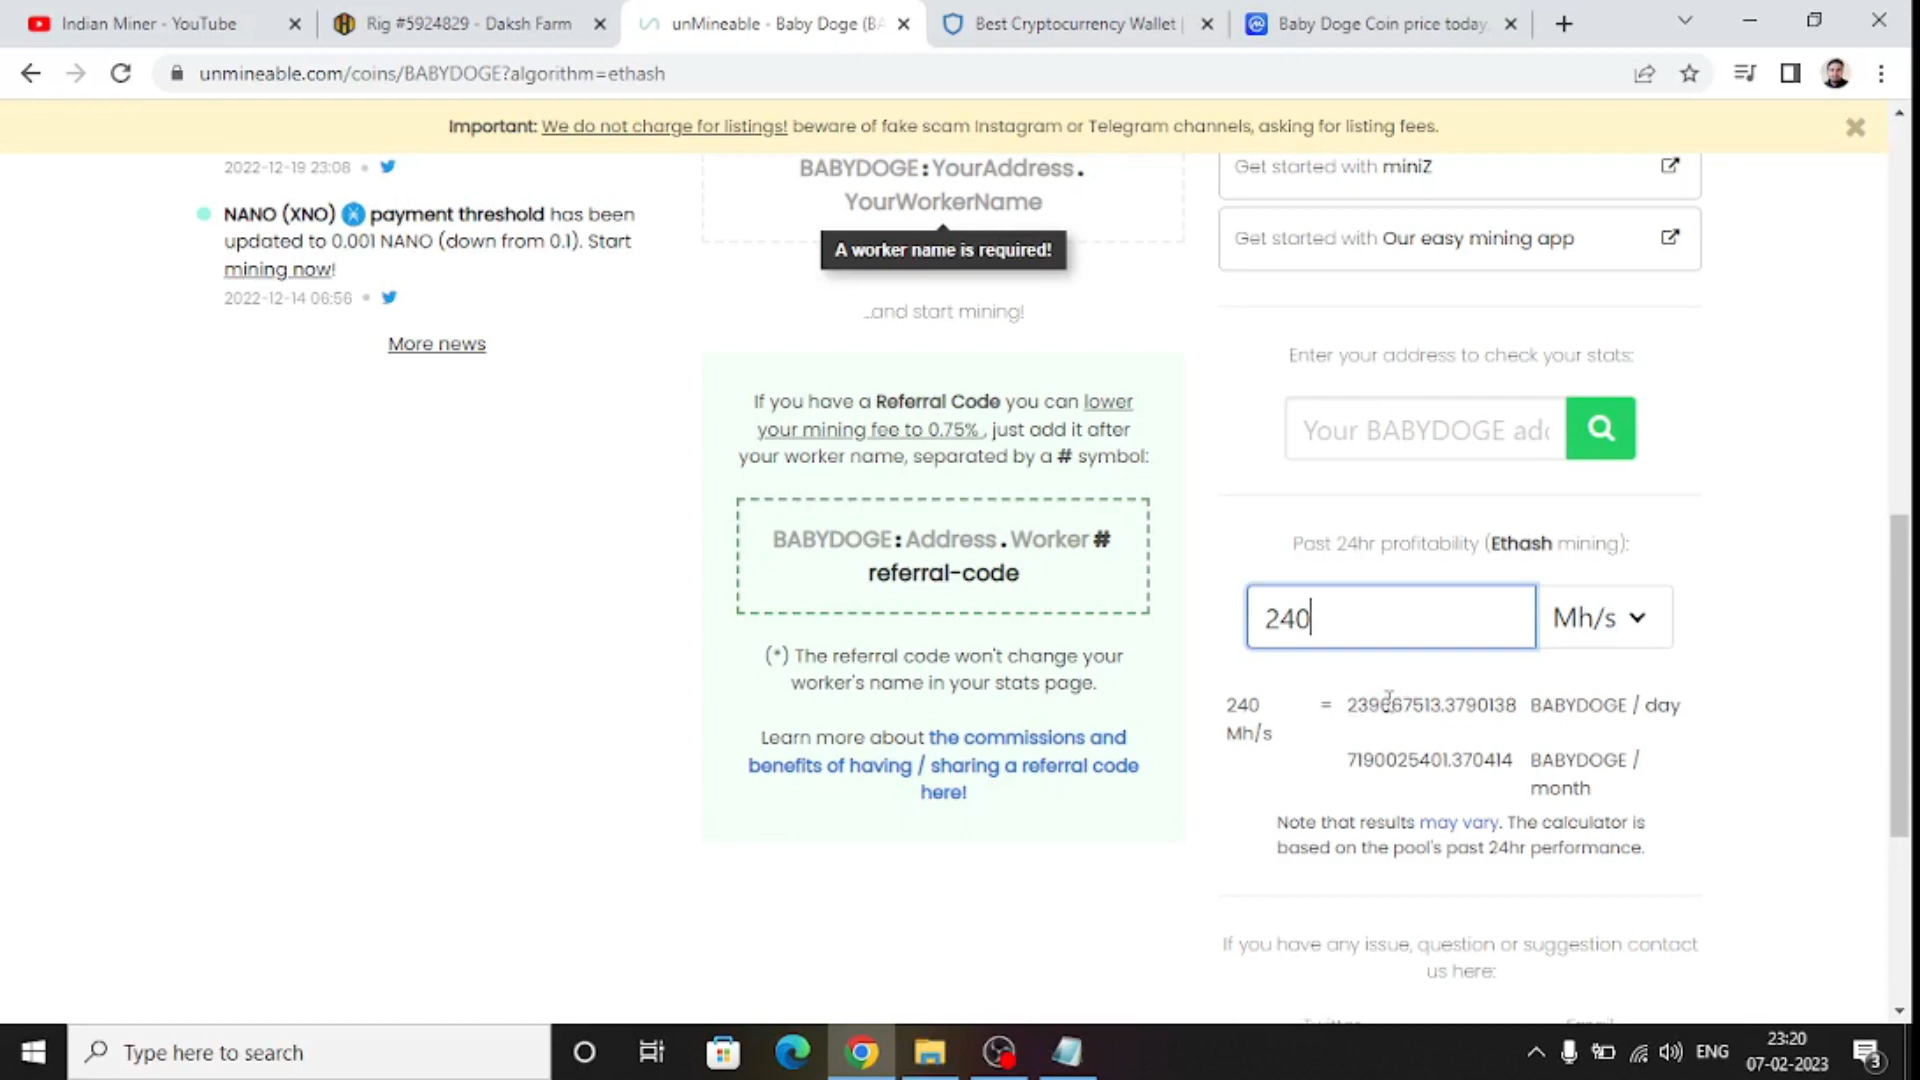 Indian Miner - YouTube
Rig #5924829 - Daksh Farm
unMineable - Baby Doge (BA
Best Cryptocurrency Wallet |
Baby Doge Coin price today,
unmineable.com/coins/BABYDOGE?algorithm=ethash
Important: We do not charge for listings! beware of fake scam Instagram or Telegram channels, asking for listing fees.
2022-12-19 23:08
NANO (XNO) payment threshold has been
updated to 0.001 NANO (down from 0.1). Start
mining now!
2022-12-14 06:56
More news
BABYDOGE:YourAddress.
YourWorkerName
A worker name is required!
...and start mining!
If you have a Referral Code you can lower
your mining fee to 0.75% , just add it after
your worker name, separated by a # symbol:
BABYDOGE:Address.Worker#
referral-code
(*) The referral code won't change your
worker's name in your stats page.
Learn more about the commissions and
benefits of having / sharing a referral code
here!
Get started with miniZ
Get started with Our easy mining app
Enter your address to check your stats:
Your BABYDOGE add
Past 24hr profitability (Ethash mining):
240
Mh/s
240 = 239667513.3790138 BABYDOGE / day
Mh/s
7190025401.370414 BABYDOGE /
month
Note that results may vary. The calculator is
based on the pool's past 24hr performance.
If you have any issue, question or suggestion contact
us here:
Type here to search
ENG
23:20
07-02-2023
3